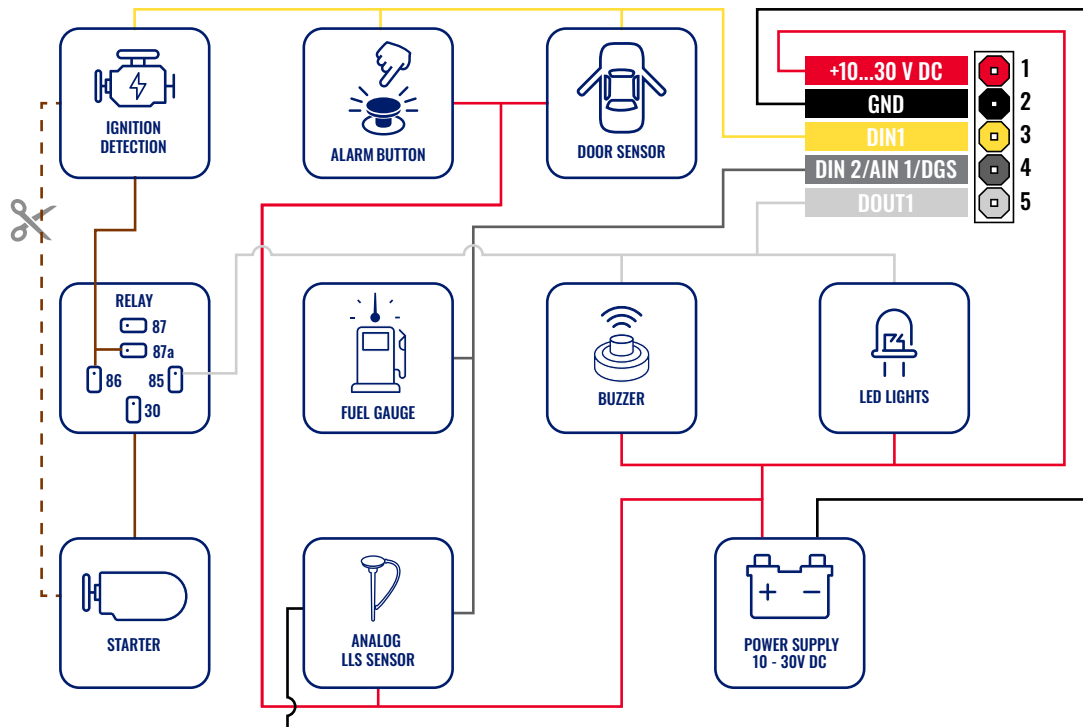 IGNITION
DETECTION
ALARM BUTTON
DOOR SENSOR
+10...30 V DC
1
GND
2
DIN1
3
DIN 2/AIN 1/DGS
4
DOUT1
5
RELAY
87
87a
86
85
30
FUEL GAUGE
BUZZER
LED LIGHTS
STARTER
ANALOG
LLS SENSOR
POWER SUPPLY
10 - 30V DC